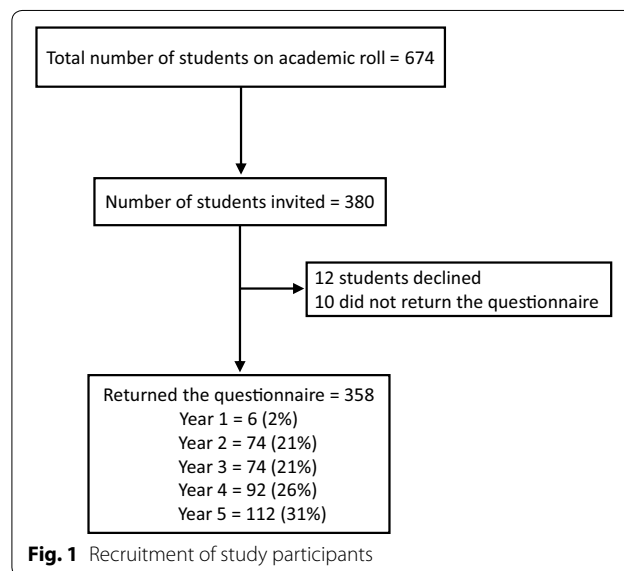 Total number of students on academic roll = 674
Number of students invited = 380
12 students declined
10 did not return the questionnaire
Returned the questionnaire = 358
Year 1 = 6 (2%)
Year 2 = 74 (21%)
Year 3 = 74 (21%)
Year 4 = 92 (26%)
Year 5 = 112 (31%)
Fig. 1 Recruitment of study participants